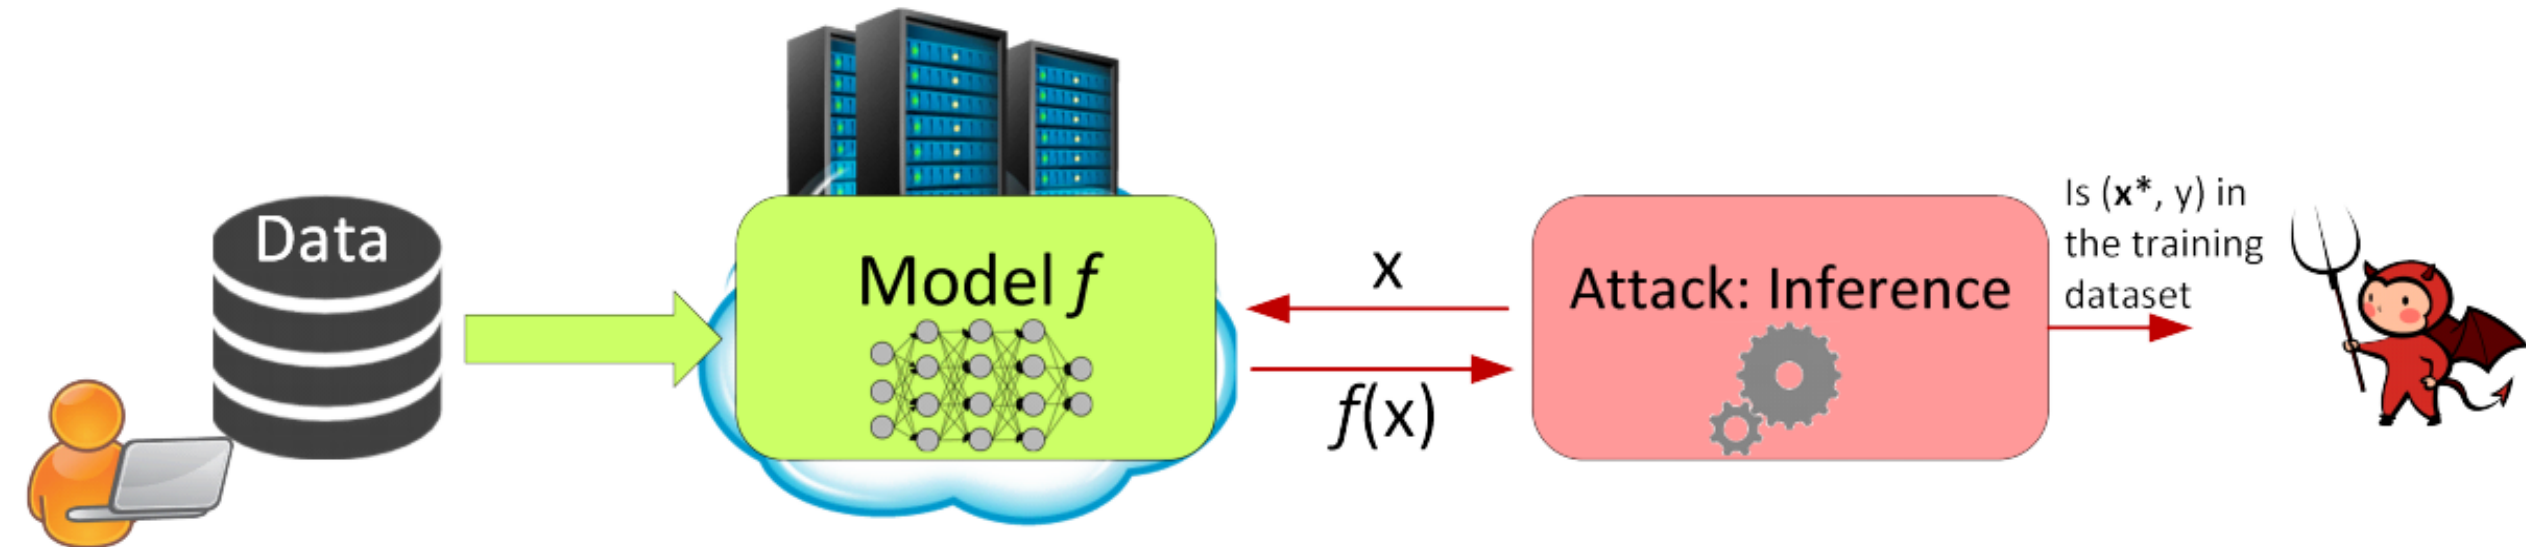 Data
Model f
x
f(x)
Attack: Inference
Is (x*, y) in
the training
dataset